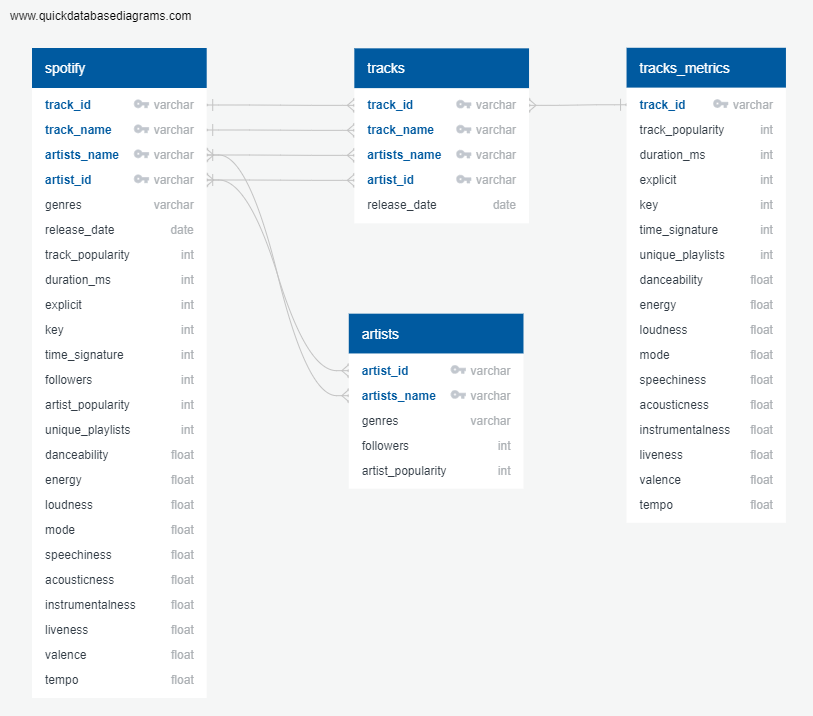 www.quickdatabasediagrams.com
spotify
track_id varchar
track_name varchar
artists_name varchar
artist_id varchar
genres varchar
release_date date
track_popularity int
duration_ms int
explicit int
key int
time_signature int
followers int
artist_popularity int
unique_playlists int
danceability float
energy float
loudness float
mode float
speechiness float
acousticness float
instrumentalness float
liveness float
valence float
tempo float
tracks
track_id varchar
track_name varchar
artists_name varchar
artist_id varchar
release_date date
artists
artist_id varchar
artists_name varchar
genres varchar
followers int
artist_popularity int
tracks_metrics
track_id varchar
track_popularity int
duration_ms int
explicit int
key int
time_signature int
unique_playlists int
danceability float
energy float
loudness float
mode float
speechiness float
acousticness float
instrumentalness float
liveness float
valence float
tempo float